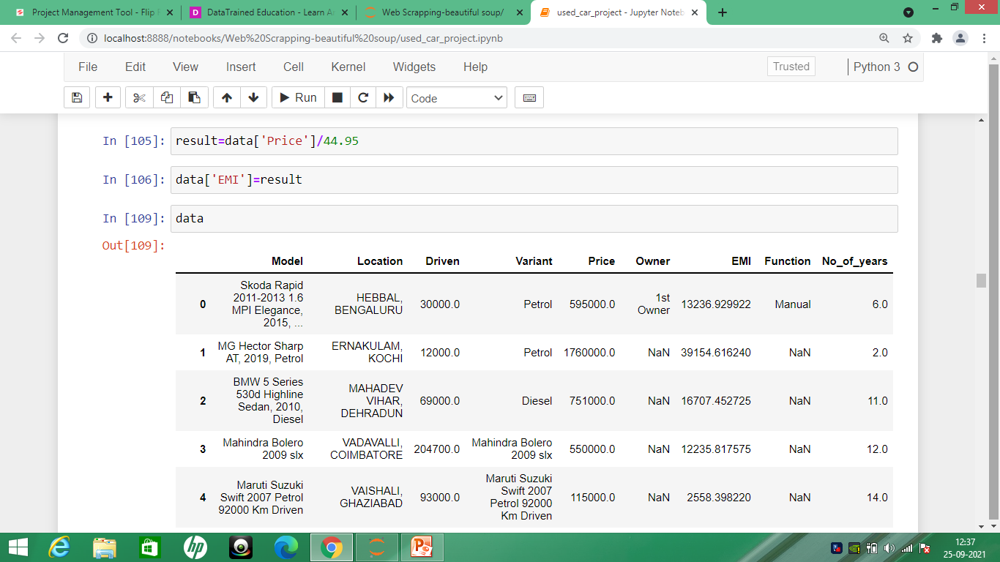 Project Management Tool - Flip F
DataTrained Education - Learn A
Web Scrapping-beautiful soup/
used_car_project - Jupyter Noteb
localhost:8888/notebooks/Web%20Scrapping-beautiful%20soup/used_car_project.ipynb
File Edit View Insert Cell Kernel Widgets Help Trusted Python 3
Run Code
In [105]: result=data['Price']/44.95
In [106]: data['EMI']=result
In [109]: data
Out[109]:
Model Location Driven Variant Price Owner EMI Function No_of_years
0 Skoda Rapid 2011-2013 1.6 MPI Elegance, 2015, ... HEBBAL, BENGALURU 30000.0 Petrol 595000.0 1st Owner 13236.929922 Manual 6.0
1 MG Hector Sharp AT, 2019, Petrol ERNAKULAM, KOCHI 12000.0 Petrol 1760000.0 NaN 39154.616240 NaN 2.0
2 BMW 5 Series 530d Highline Sedan, 2010, Diesel MAHADEV VIHAR, DEHRADUN 69000.0 Diesel 751000.0 NaN 16707.452725 NaN 11.0
3 Mahindra Bolero 2009 slx VADAVALLI, COIMBATORE 204700.0 Mahindra Bolero 2009 slx 550000.0 NaN 12235.817575 NaN 12.0
4 Maruti Suzuki Swift 2007 Petrol 92000 Km Driven VAISHALI, GHAZIABAD 93000.0 Maruti Suzuki Swift 2007 Petrol 92000 Km Driven 115000.0 NaN 2558.398220 NaN 14.0
hp
12:37
25-09-2021